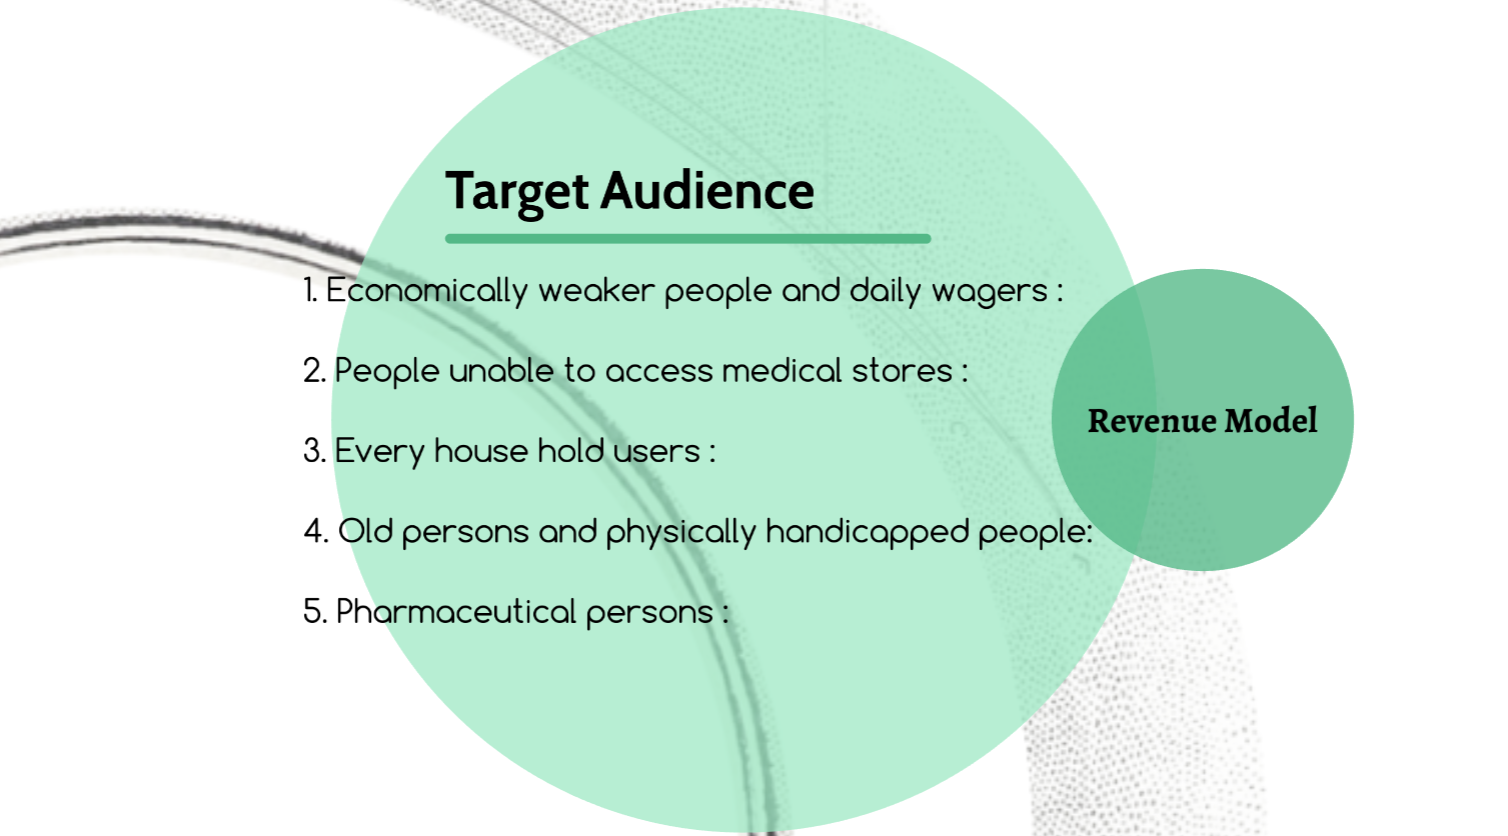 Target Audience
1. Economically weaker people and daily wagers :
2. People unable to access medical stores :
3. Every house hold users :
4. Old persons and physically handicapped people:
5. Pharmaceutical persons :
Revenue Model